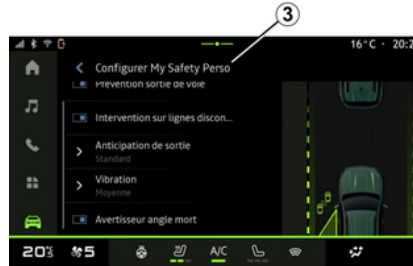 3
16°C · 20:2
Configurer My Safety Perso
Prévention sortie de voie
Intervention sur lignes discon...
Anticipation de sortie
Standard
Vibration
Moyenne
Avertisseur angle mort
20 5 A/C